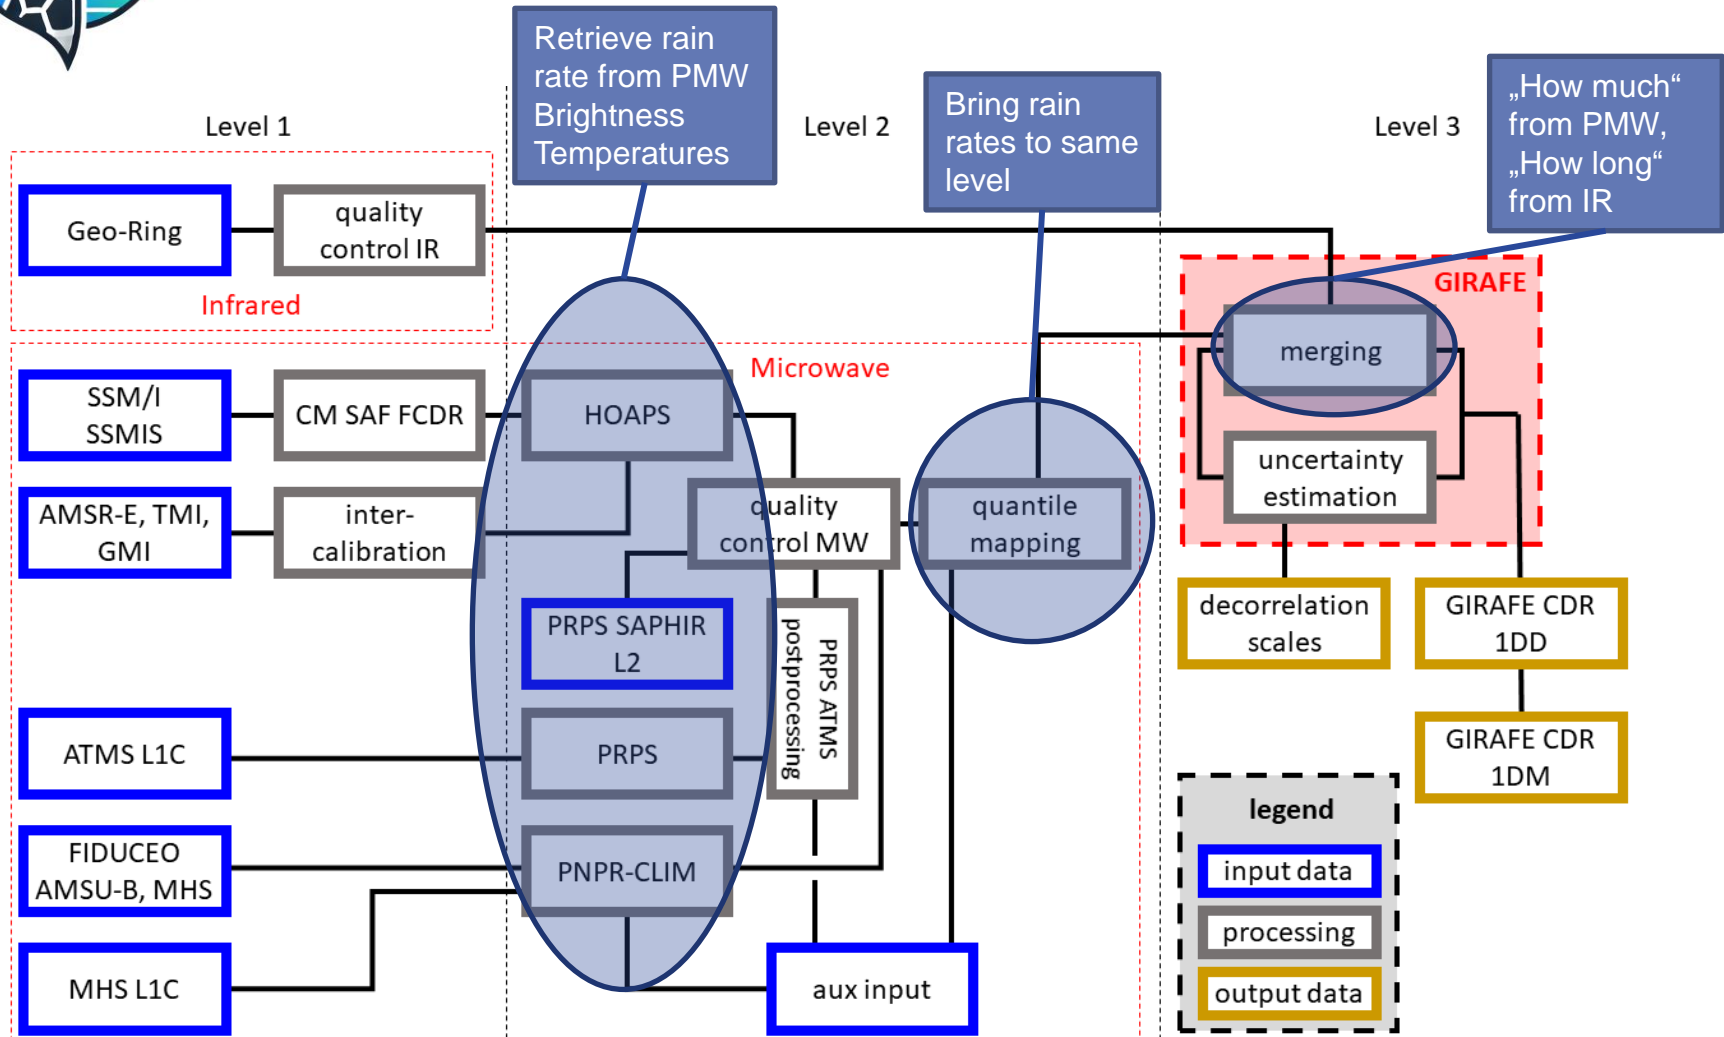 Retrieve rain
rate from PMW
Brightness
Temperatures
Bring rain
rates to same
level
„How much“
from PMW,
„How long“
from IR
Level 1
Level 2
Level 3
Geo-Ring
quality
control IR
Infrared
GIRAFE
merging
Microwave
SSM/I
SSMIS
CM SAF FCDR
HOAPS
uncertainty
estimation
AMSR-E, TMI,
GMI
inter-
calibration
quality
control MW
quantile
mapping
PRPS SAPHIR
L2
PRPS ATMS
postprocessing
decorrelation
scales
GIRAFE CDR
1DD
ATMS L1C
PRPS
GIRAFE CDR
1DM
FIDUCEO
AMSU-B, MHS
PNPR-CLIM
MHS L1C
aux input
legend
input data
processing
output data